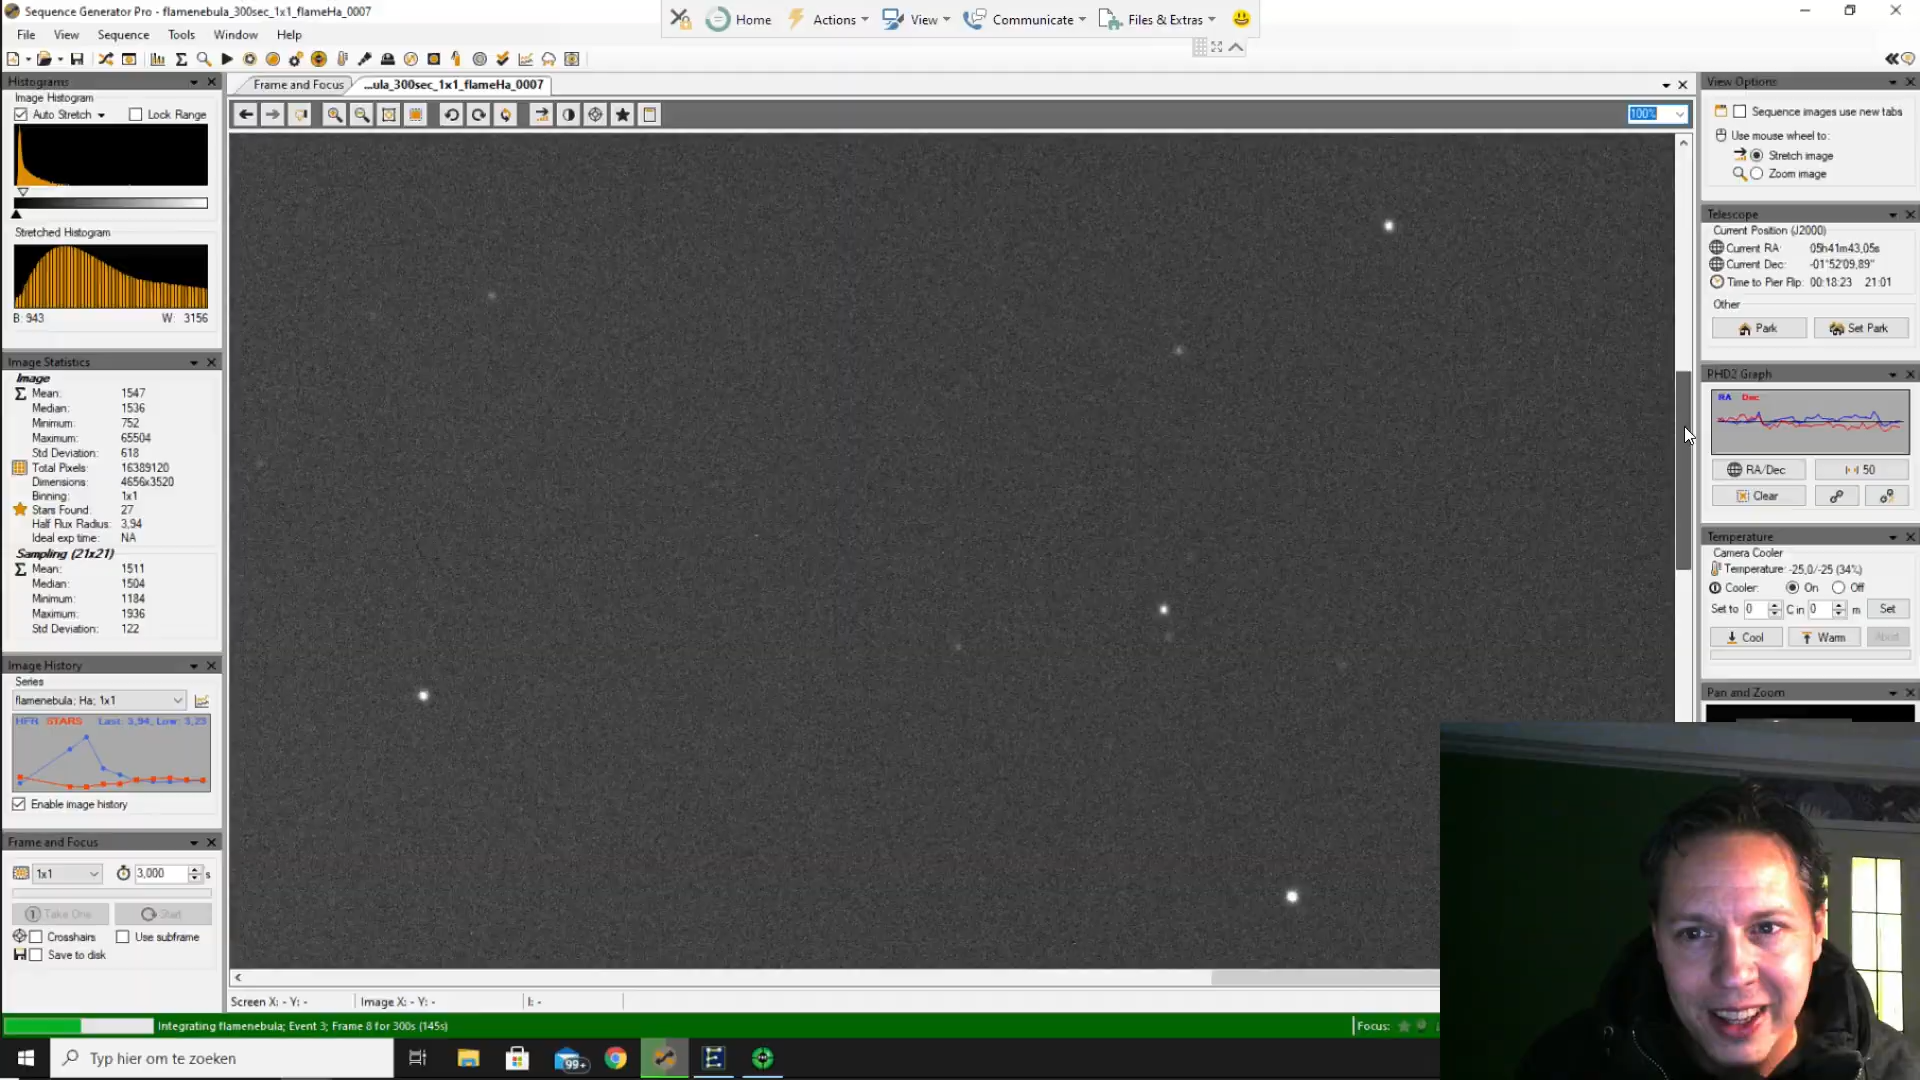 Sequence Generator Pro - flamenebula_300sec_1x1_flameHa_0007
Home Actions View Communicate Files & Extras
File View Sequence Tools Window Help
Histograms
Image Histogram
Auto Stretch Lock Range
Stretched Histogram
B: 943 W: 3156
Image Statistics
Image
Mean: 1547
Median: 1536
Minimum: 752
Maximum: 65504
Std Deviation: 618
Total Pixels: 16389120
Dimensions: 4656x3520
Binning: 1x1
Stars Found: 27
Half Flux Radius: 3,94
Ideal exp time: NA
Sampling (21x21)
Mean: 1511
Median: 1504
Minimum: 1184
Maximum: 1936
Std Deviation: 122
Image History
Series
flamenebula; Ha; 1x1
HFR STARS Last: 3,94, Low: 3,23
Enable image history
Frame and Focus
1x1 3,000 s
Take One Start
Crosshairs Use subframe
Save to disk
Frame and Focus ...ula_300sec_1x1_flameHa_0007
100%
Screen X: - Y: - Image X: - Y: - I: -
Integrating flamenebula; Event 3; Frame 8 for 300s (145s)
Focus:
View Options
Sequence images use new tabs
Use mouse wheel to:
Stretch image
Zoom image
Telescope
Current Position (J2000)
Current RA: 05h41m43,05s
Current Dec: -01°52'09,89"
Time to Pier Flip: 00:18:23 21:01
Other
Park Set Park
PHD2 Graph
RA Dec
RA/Dec 50
Clear
Temperature
Camera Cooler
Temperature: -25,0/-25 (34%)
Cooler: On Off
Set to 0 C in 0 m Set
Cool Warm Abort
Pan and Zoom
Typ hier om te zoeken
99+